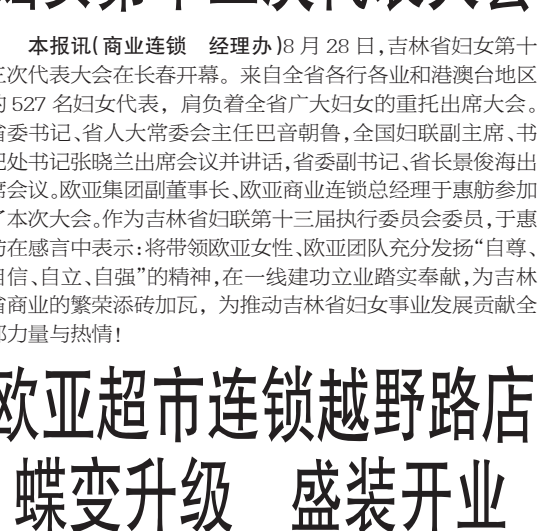 本报讯(商业连锁 经理办)8月28日,吉林省妇女第十
次代表大会在长春开幕。来自全省各行各业和港澳台地区
527名妇女代表，肩负着全省广大妇女的重托出席大会。
省委书记、省人大常委会主任巴音朝鲁,全国妇联副主席、书
记处书记张晓兰出席会议并讲话,省委副书记、省长景俊海出
席会议。欧亚集团副董事长、欧亚商业连锁总经理于惠舫参加
了本次大会。作为吉林省妇联第十三届执行委员会委员,于惠
舫在感言中表示:将带领欧亚女性、欧亚团队充分发扬“自尊、
自信、自立、自强”的精神,在一线建功立业踏实奉献,为吉林
省商业的繁荣添砖加瓦，为推动吉林省妇女事业发展贡献全
部力量与热情!
欧亚超市连锁越野路店
蝶变升级 盛装开业